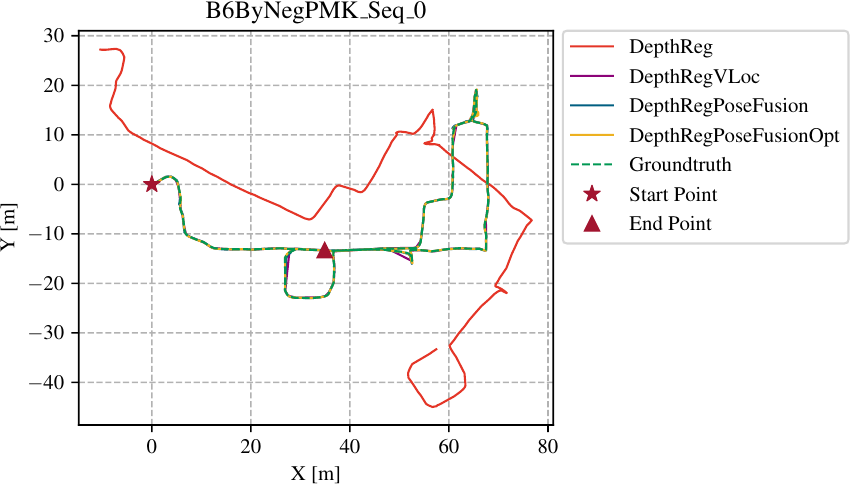 B6ByNegPMK_Seq_0
30
20
10
0
−10
−20
−30
−40
Y [m]
0
20
40
60
80
X [m]
DepthReg
DepthRegVLoc
DepthRegPoseFusion
DepthRegPoseFusionOpt
Groundtruth
Start Point
End Point